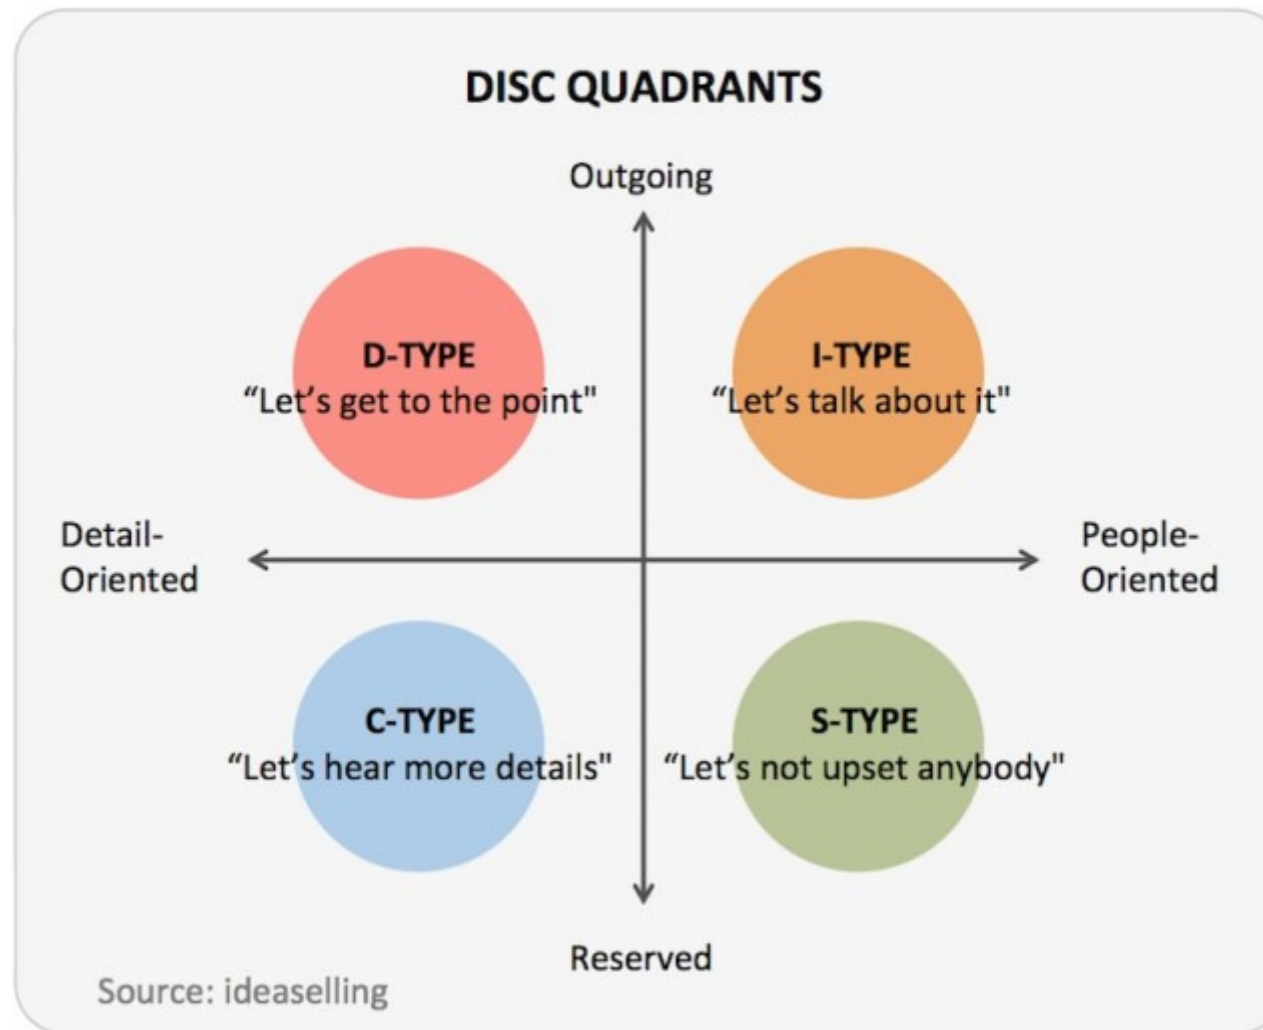 DISC QUADRANTS
Outgoing
D-TYPE
“Let’s get to the point"
I-TYPE
“Let’s talk about it"
Detail-
Oriented
People-
Oriented
C-TYPE
“Let’s hear more details"
S-TYPE
“Let’s not upset anybody"
Reserved
Source: ideaselling